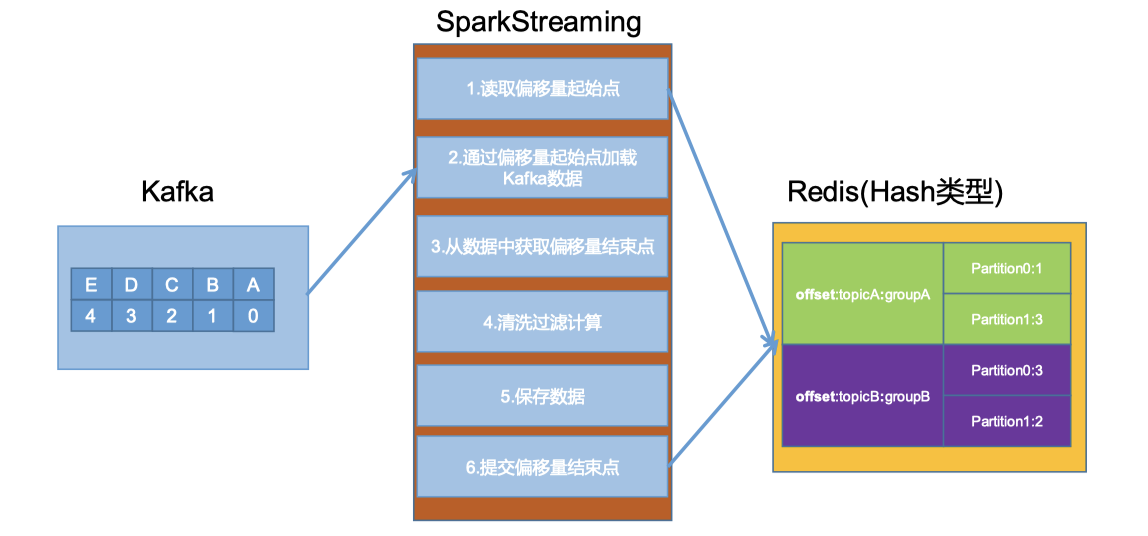 SparkStreaming
1.读取偏移量起始点
2.通过偏移量起始点加载
Kafka数据
3.从数据中获取偏移量结束点
4.清洗过滤计算
5.保存数据
6.提交偏移量结束点
Kafka
E D C B A
4 3 2 1 0
Redis(Hash类型)
offset:topicA:groupA
Partition0:1
Partition1:3
offset:topicB:groupB
Partition0:3
Partition1:2